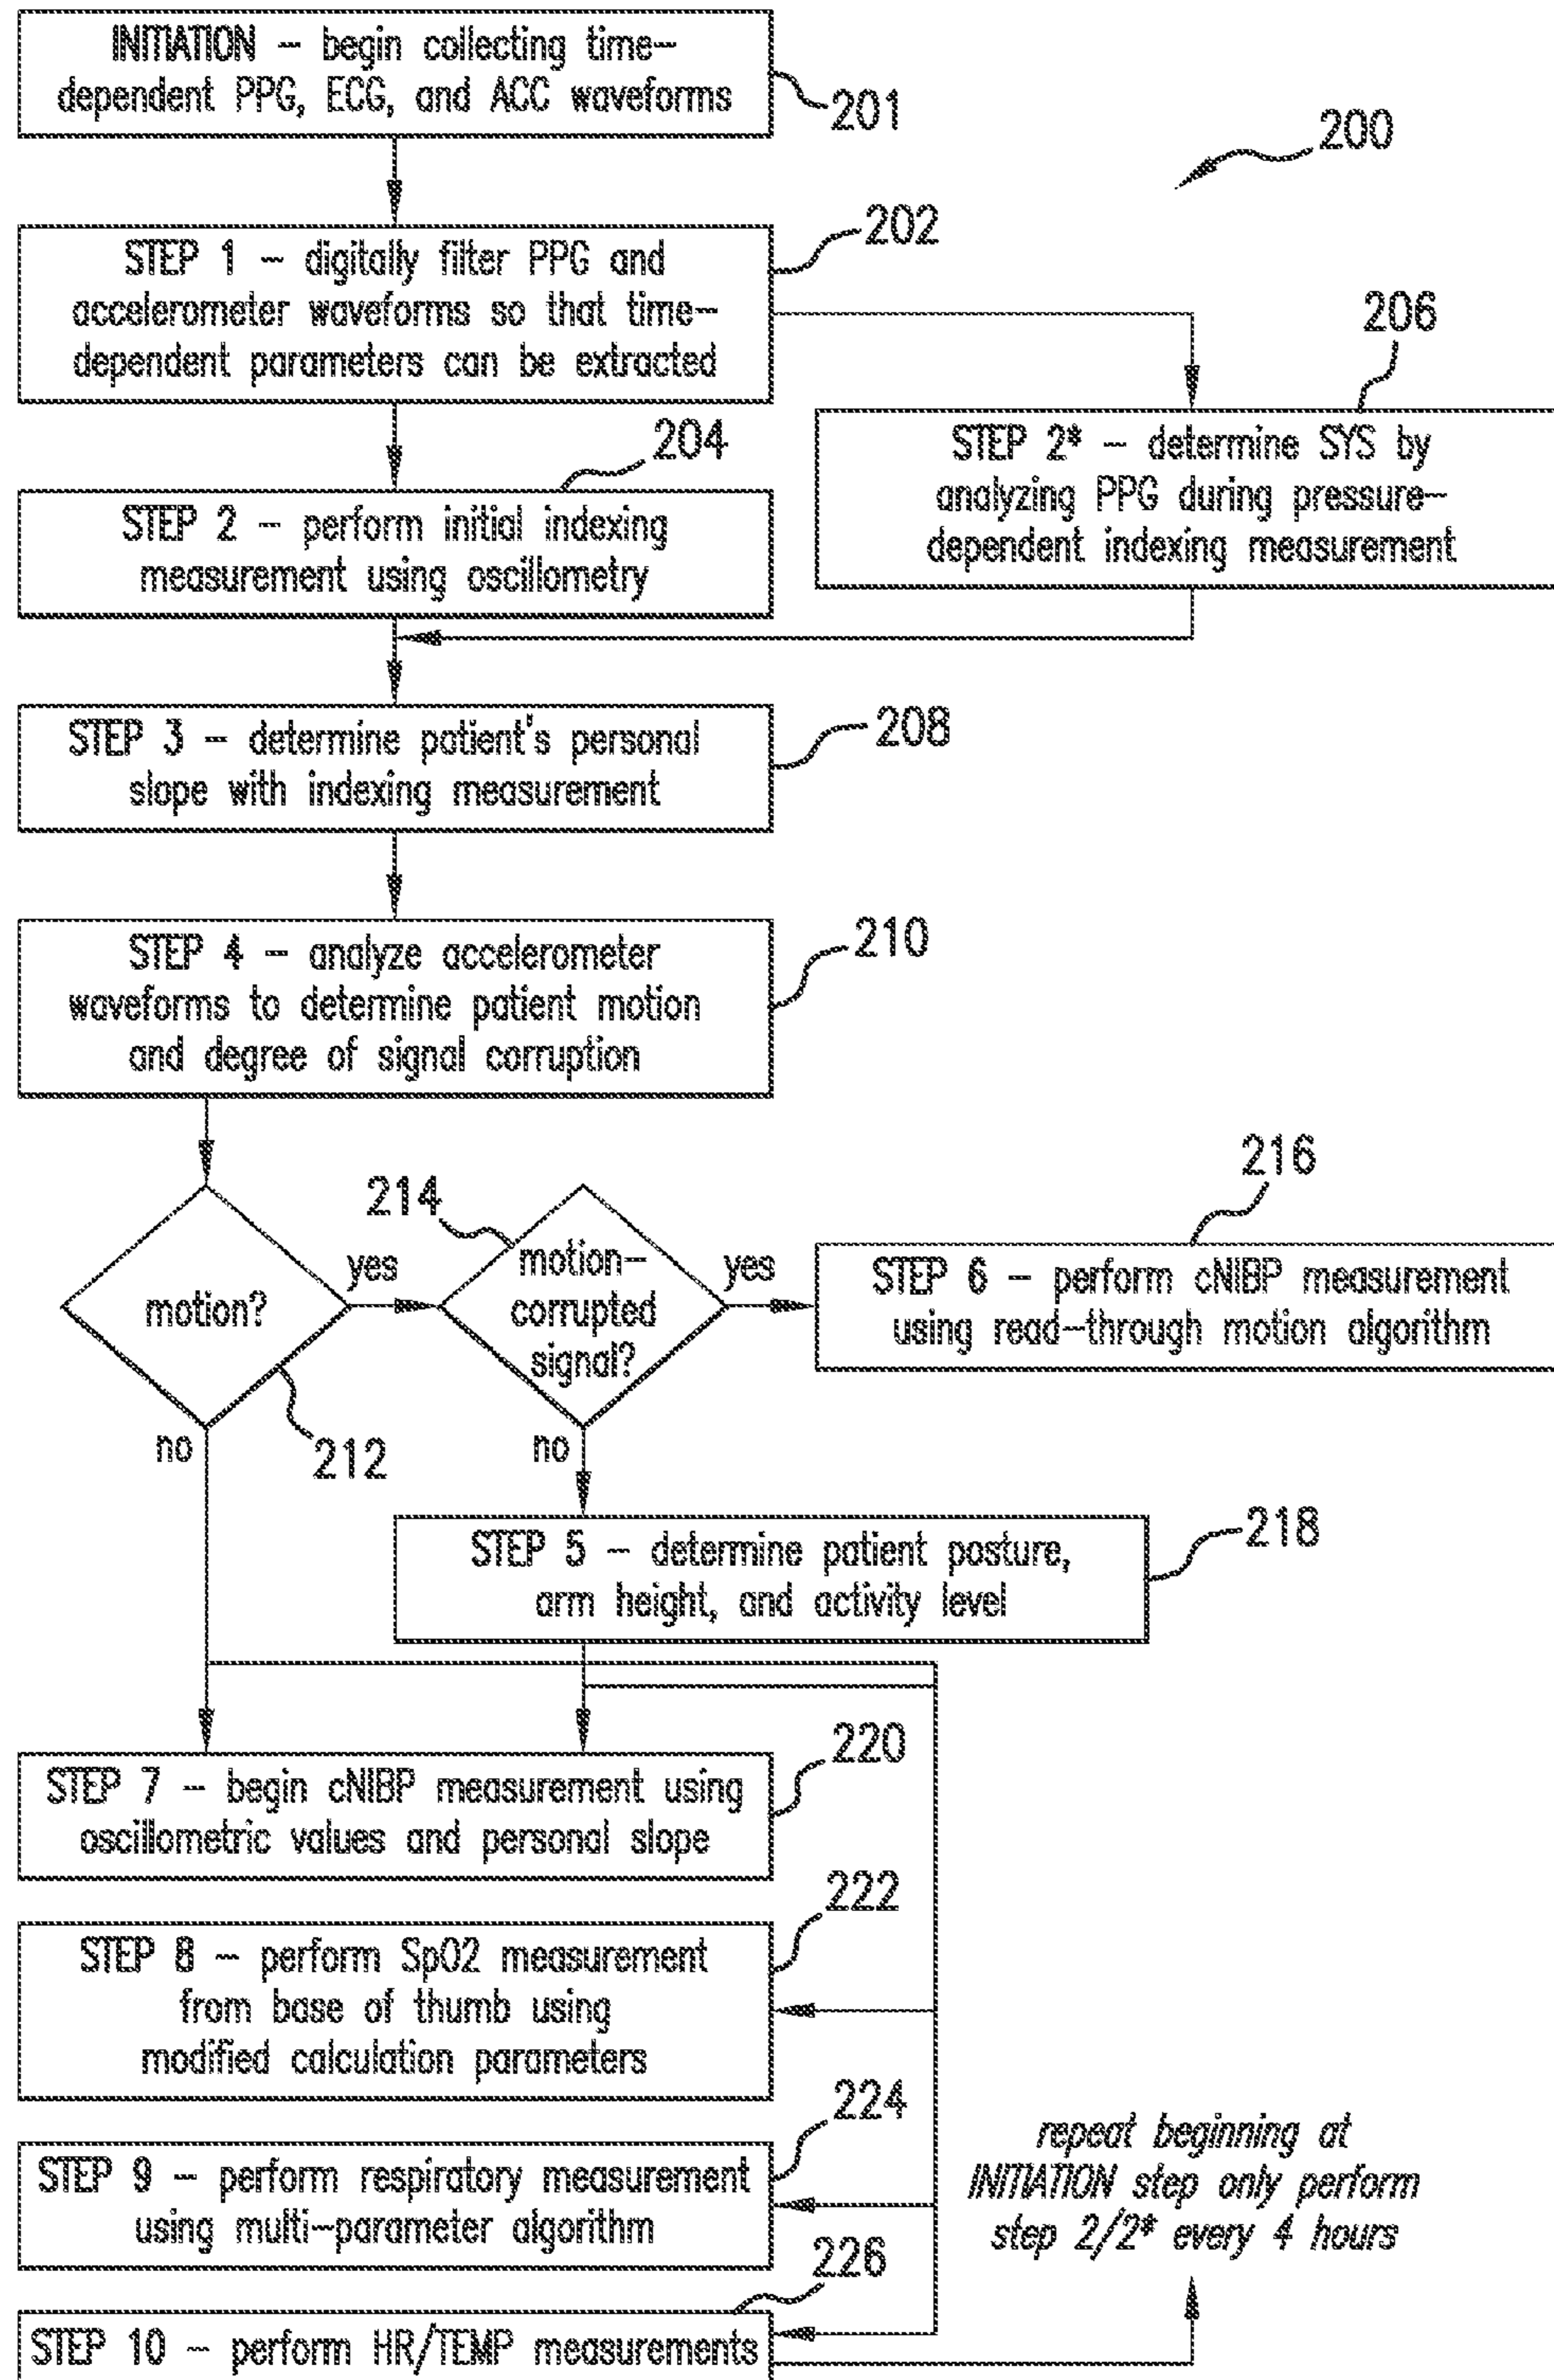 INITIATION – begin collecting time–
dependent PPG, ECG, and ACC waveforms
201
200
STEP 1 – digitally filter PPG and
accelerometer waveforms so that time–
dependent parameters can be extracted
202
206
204
STEP 2 – perform initial indexing
measurement using oscillometry
STEP 2* – determine SYS by
analyzing PPG during pressure–
dependent indexing measurement
STEP 3 – determine patient's personal
slope with indexing measurement
208
STEP 4 – analyze accelerometer
waveforms to determine patient motion
and degree of signal corruption
210
motion?
yes
no
212
214
motion–
corrupted
signal?
yes
no
216
STEP 6 – perform cNIBP measurement
using read–through motion algorithm
STEP 5 – determine patient posture,
arm height, and activity level
218
STEP 7 – begin cNIBP measurement using
oscillometric values and personal slope
220
222
STEP 8 – perform SpO2 measurement
from base of thumb using
modified calculation parameters
224
STEP 9 – perform respiratory measurement
using multi–parameter algorithm
226
STEP 10 – perform HR/TEMP measurements
repeat beginning at
INITIATION step only perform
step 2/2* every 4 hours